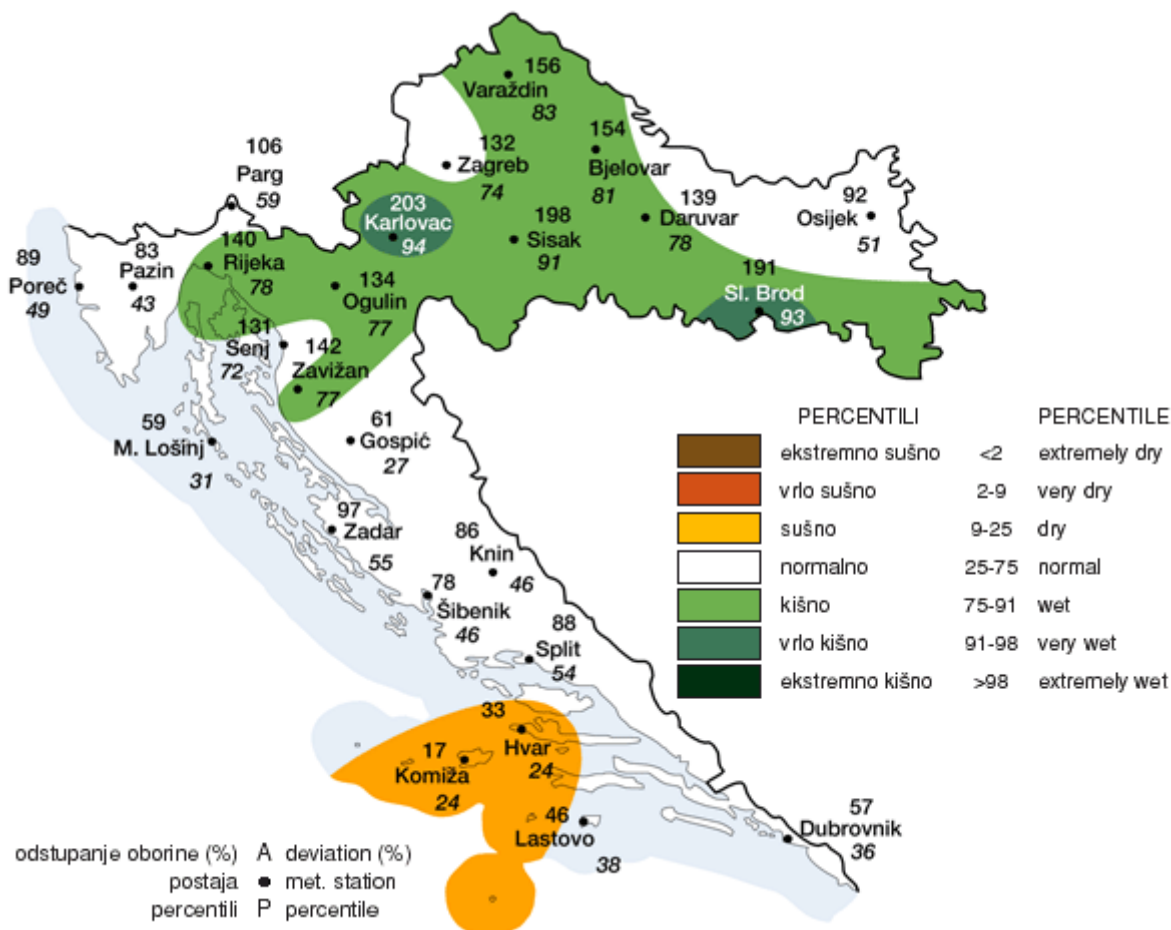 156
Varaždin
83
154
Bjelovar
81
132
Zagreb
74
106
Parg
59
203
Karlovac
94
198
Sisak
91
139
Daruvar
78
92
Osijek
51
191
Sl. Brod
93
89
Poreč
49
83
Pazin
43
140
Rijeka
78
134
Ogulin
77
131
Senj
72
142
Zavižan
77
59
M. Lošinj
31
61
Gospić
27
97
Zadar
55
86
Knin
46
78
Šibenik
46
88
Split
54
33
Hvar
24
17
Komiža
24
46
Lastovo
38
57
Dubrovnik
36
PERCENTILI PERCENTILE
ekstremno sušno <2 extremely dry
vrlo sušno 2-9 very dry
sušno 9-25 dry
normalno 25-75 normal
kišno 75-91 wet
vrlo kišno 91-98 very wet
ekstremno kišno >98 extremely wet
odstupanje oborine (%) A deviation (%)
postaja ● met. station
percentili P percentile